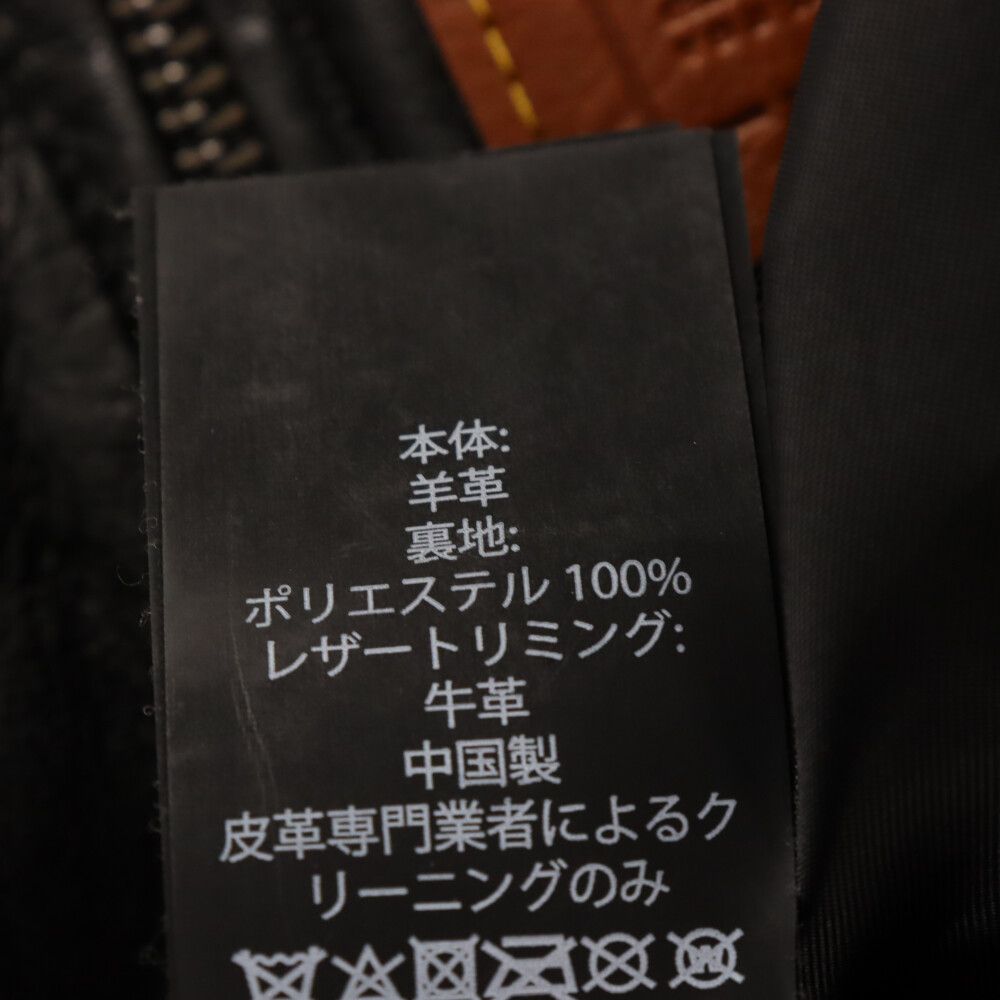 本体:
羊革
裏地:
ポリエステル 100%
レザートリミング:
牛革
中国製
皮革専門業者によるク
リーニングのみ